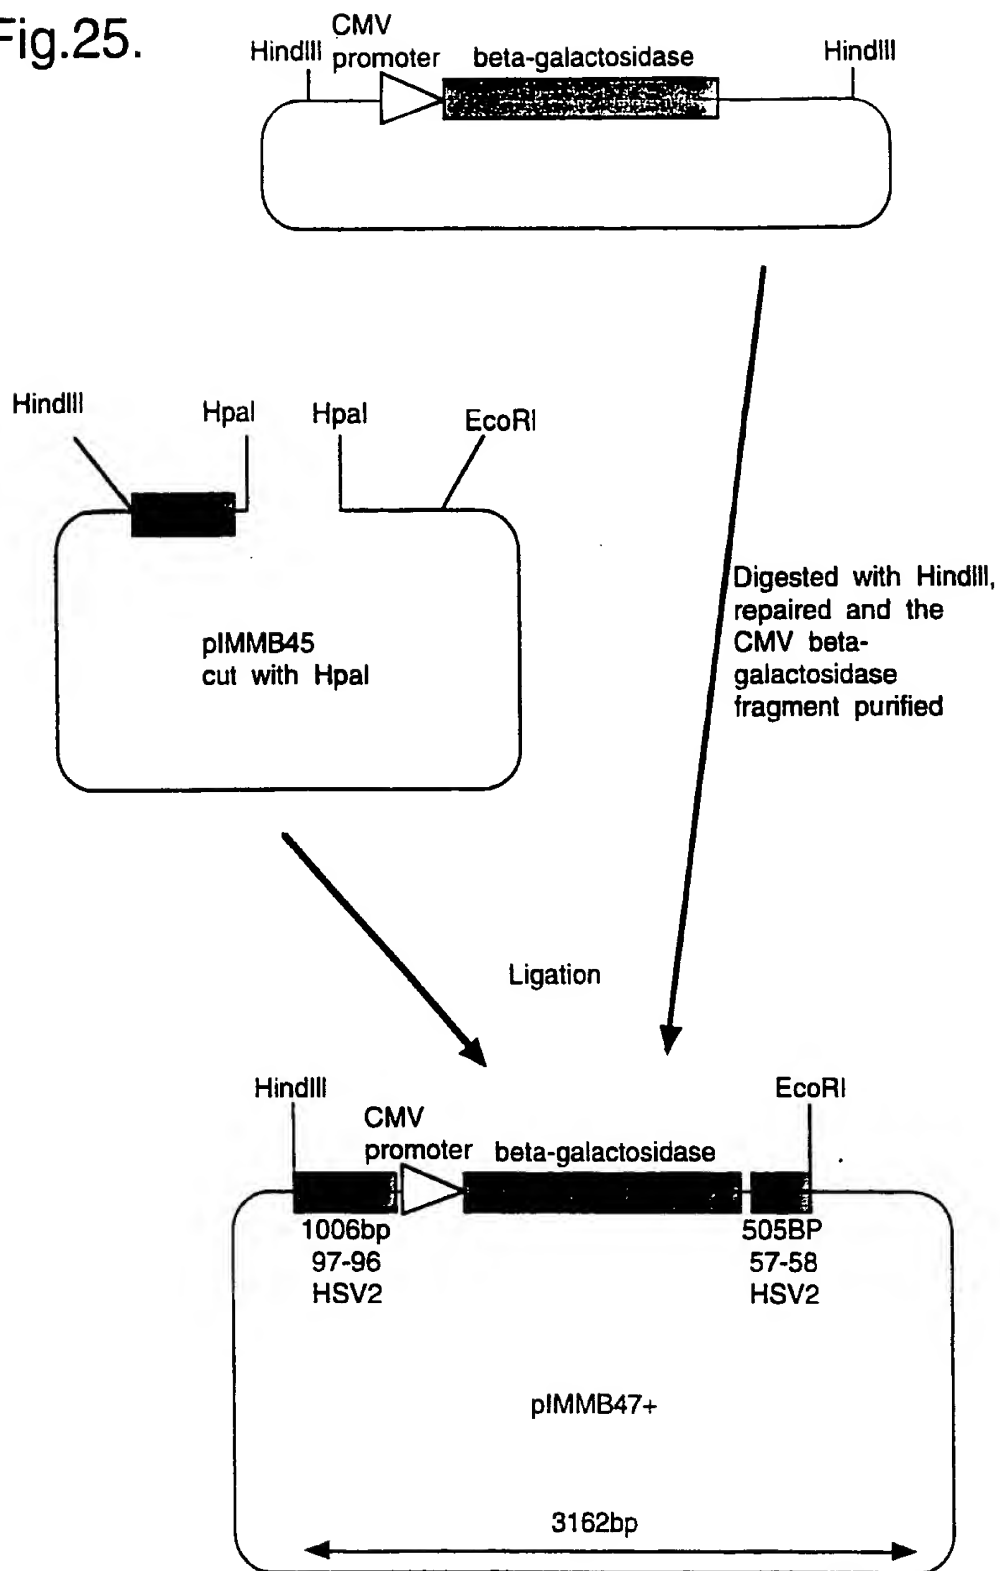 Fig.25.
CMV
HindIII promoter beta-galactosidase HindIII
HindIII
HpaI HpaI EcoRI
pIMMB45
cut with HpaI
Digested with HindIII,
repaired and the
CMV beta-
galactosidase
fragment purified
Ligation
HindIII EcoRI
CMV
promoter beta-galactosidase
1006bp 505BP
97-96 57-58
HSV2 HSV2
pIMMB47+
3162bp